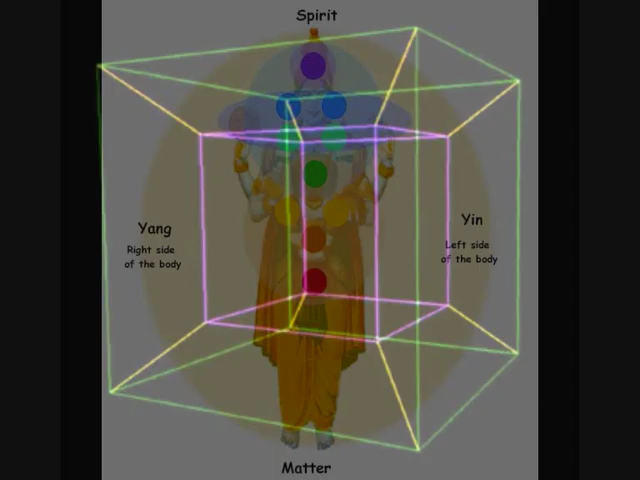 Spirit
Yang
Right side
of the body
Yin
Left side
of the body
Matter